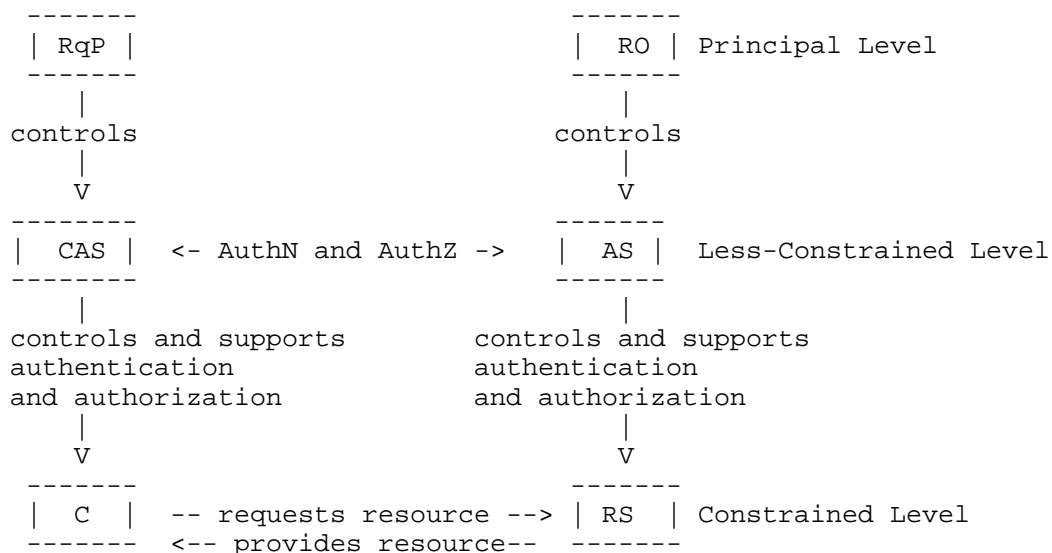 -------                           -------
 | RqP |                           |  RO | Principal Level
 -------                           -------
    |                                 |
controls                          controls
    |                                 |
    V                                 V
--------                          -------
|  CAS |  <- AuthN and AuthZ ->   |  AS |  Less-Constrained Level
--------                          -------
    |                                 |
controls and supports        controls and supports
authentication               authentication
and authorization            and authorization
    |                                 |
    V                                 V
 -------                           -------
 |  C  |  -- requests resource --> | RS  | Constrained Level
 -------  <-- provides resource--  -------